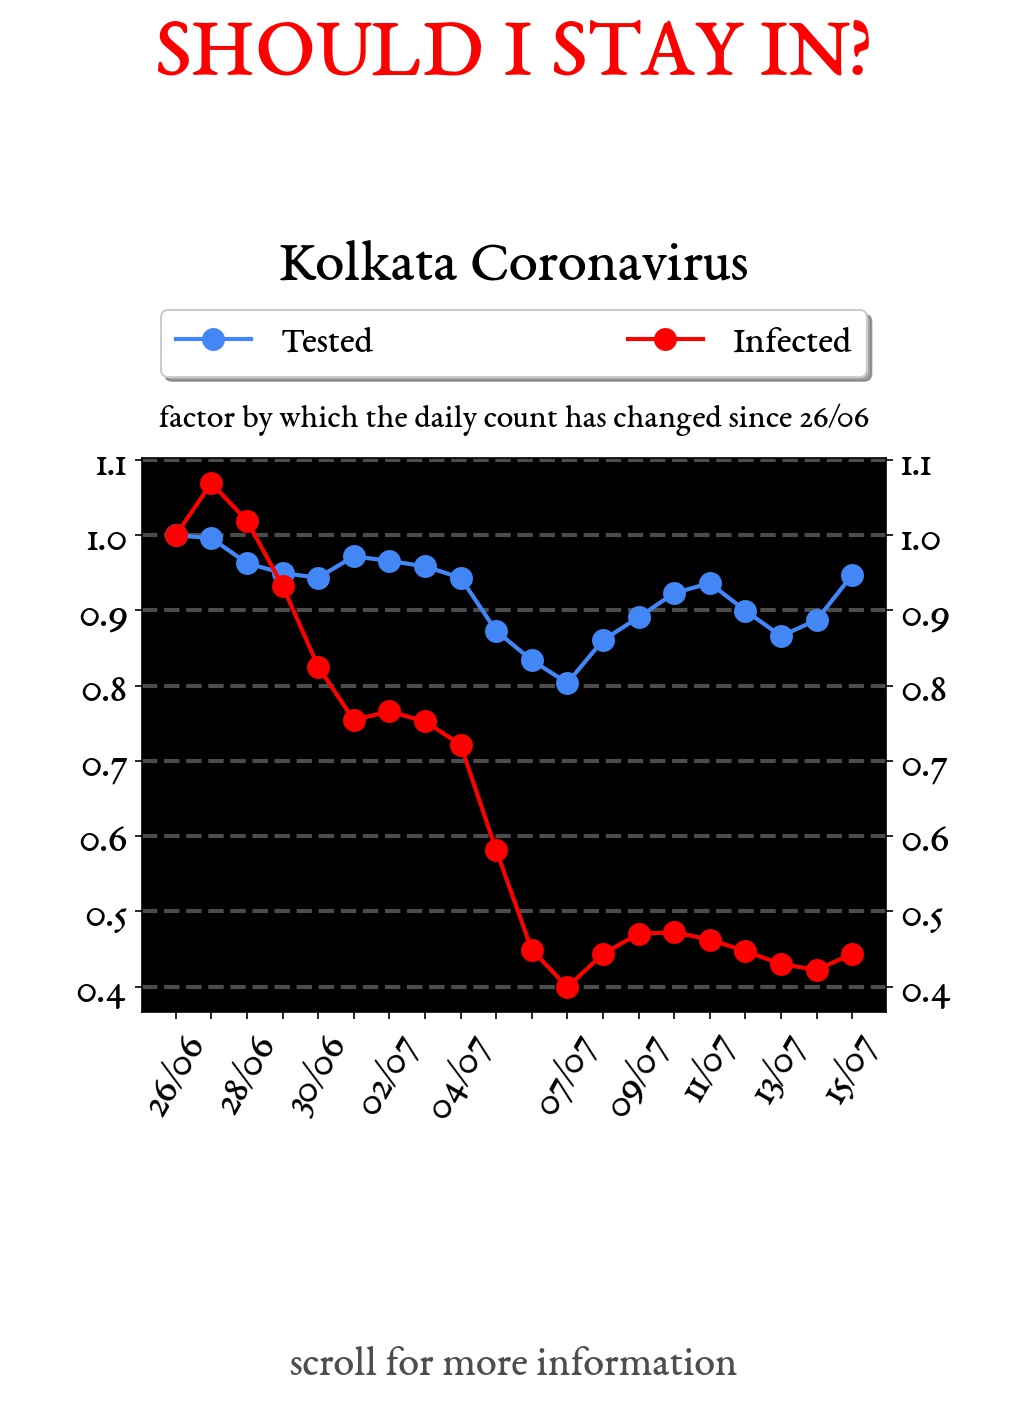 SHOULD I STAY IN?
Kolkata Coronavirus
Tested Infected
factor by which the daily count has changed since 26/06
1.1 1.1
1.0 1.0
0.9 0.9
0.8 0.8
0.7 0.7
0.6 0.6
0.5 0.5
0.4 0.4
26/06 28/06 30/06 02/07 04/07 07/07 09/07 11/07 13/07 15/07
scroll for more information